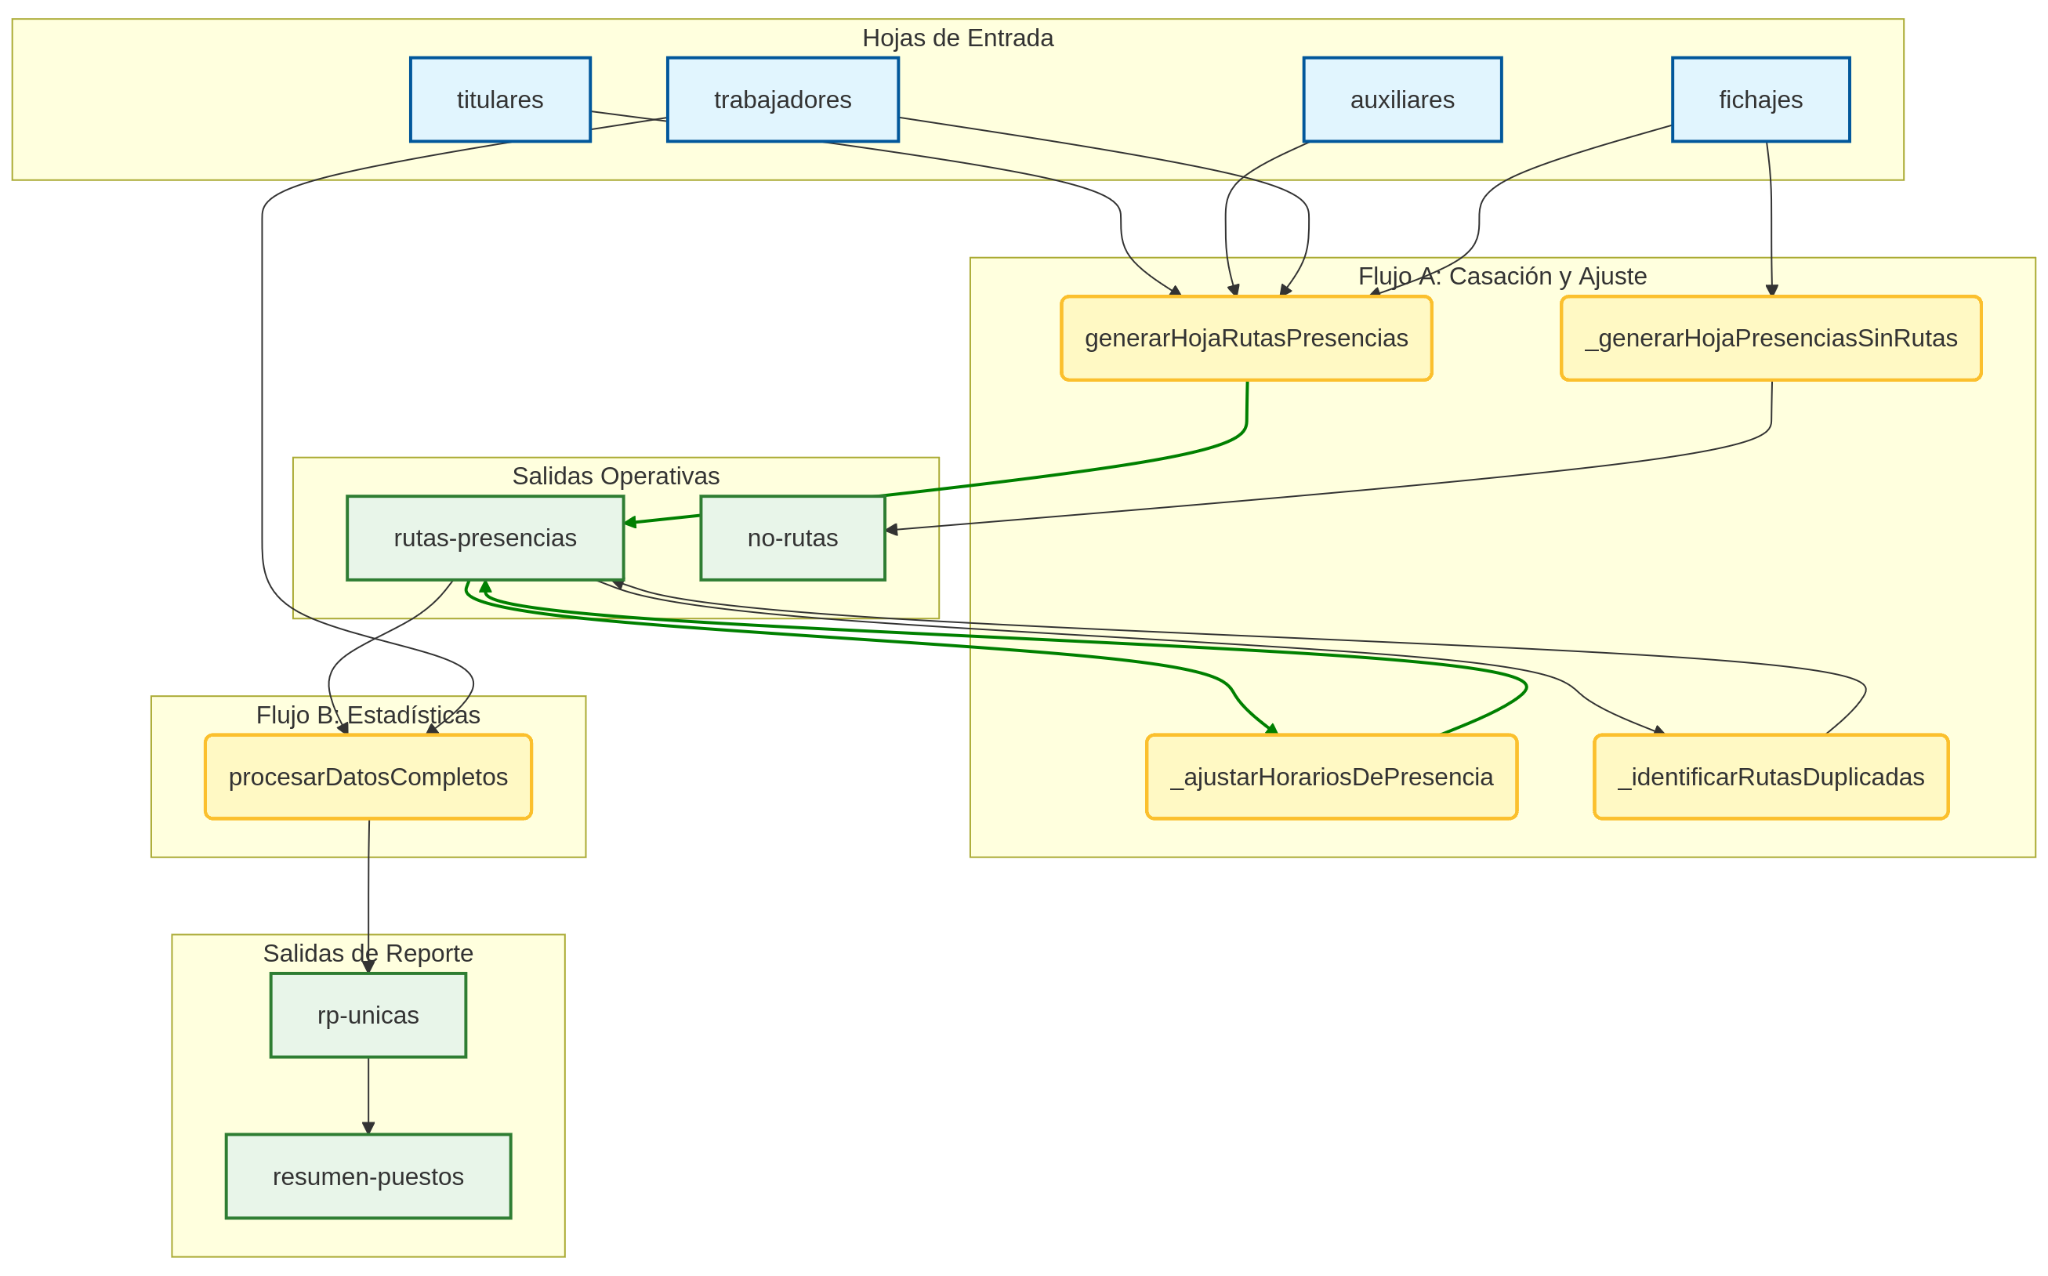 Hojas de Entrada
titulares
trabajadores
auxiliares
fichajes
Flujo A: Casación y Ajuste
generarHojaRutasPresencias
_generarHojaPresenciasSinRutas
Salidas Operativas
rutas-presencias
no-rutas
Flujo B: Estadísticas
procesarDatosCompletos
_ajustarHorariosDePresencia
_identificarRutasDuplicadas
Salidas de Reporte
rp-unicas
resumen-puestos